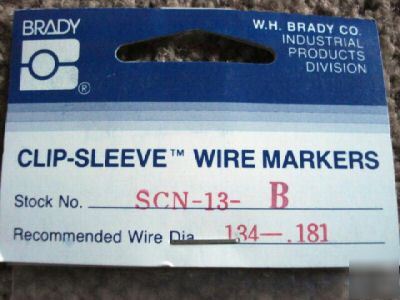 BRADY
W.H. BRADY CO.
INDUSTRIAL
PRODUCTS
DIVISION
®
CLIP-SLEEVE™ WIRE MARKERS
Stock No. SCN-13- B
Recommended Wire Dia. .134—.181